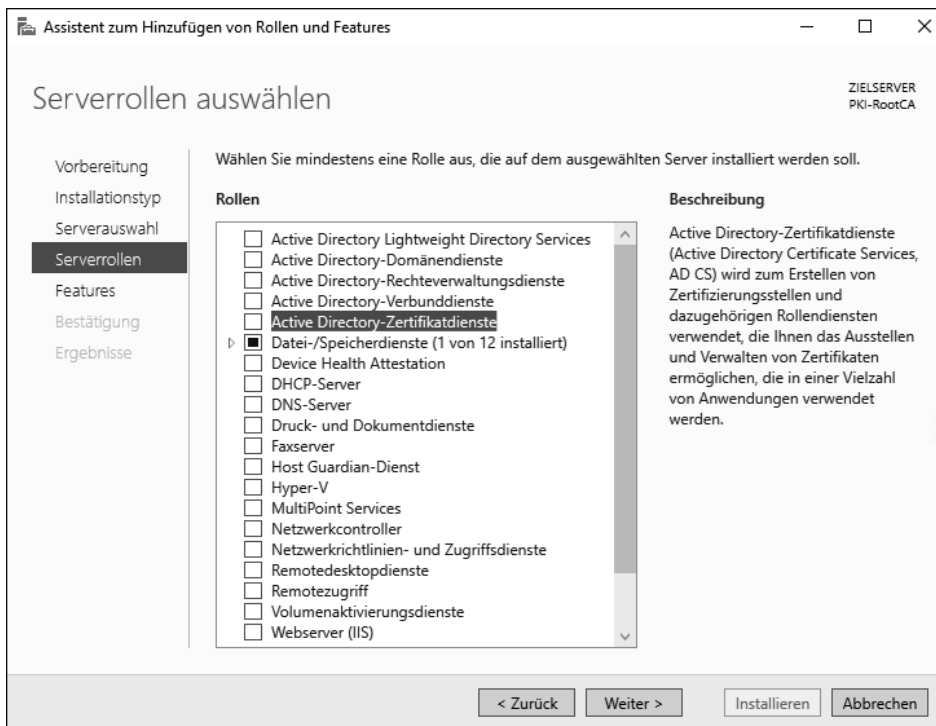 Assistent zum Hinzufügen von Rollen und Features
Serverrollen auswählen
ZIELSERVER
PKI-RootCA
Vorbereitung
Installationstyp
Serverauswahl
Serverrollen
Features
Bestätigung
Ergebnisse
Wählen Sie mindestens eine Rolle aus, die auf dem ausgewählten Server installiert werden soll.
Rollen
Active Directory Lightweight Directory Services
Active Directory-Domänendienste
Active Directory-Rechteverwaltungsdienste
Active Directory-Verbunddienste
Active Directory-Zertifikatdienste
Datei-/Speicherdienste (1 von 12 installiert)
Device Health Attestation
DHCP-Server
DNS-Server
Druck- und Dokumentdienste
Faxserver
Host Guardian-Dienst
Hyper-V
MultiPoint Services
Netzwerkcontroller
Netzwerkrichtlinien- und Zugriffsdienste
Remotedesktopdienste
Remotezugriff
Volumenaktivierungsdienste
Webserver (IIS)
Beschreibung
Active Directory-Zertifikatdienste
(Active Directory Certificate Services,
AD CS) wird zum Erstellen von
Zertifizierungsstellen und
dazugehörigen Rollendiensten
verwendet, die Ihnen das Ausstellen
und Verwalten von Zertifikaten
ermöglichen, die in einer Vielzahl
von Anwendungen verwendet
werden.
< Zurück
Weiter >
Installieren
Abbrechen